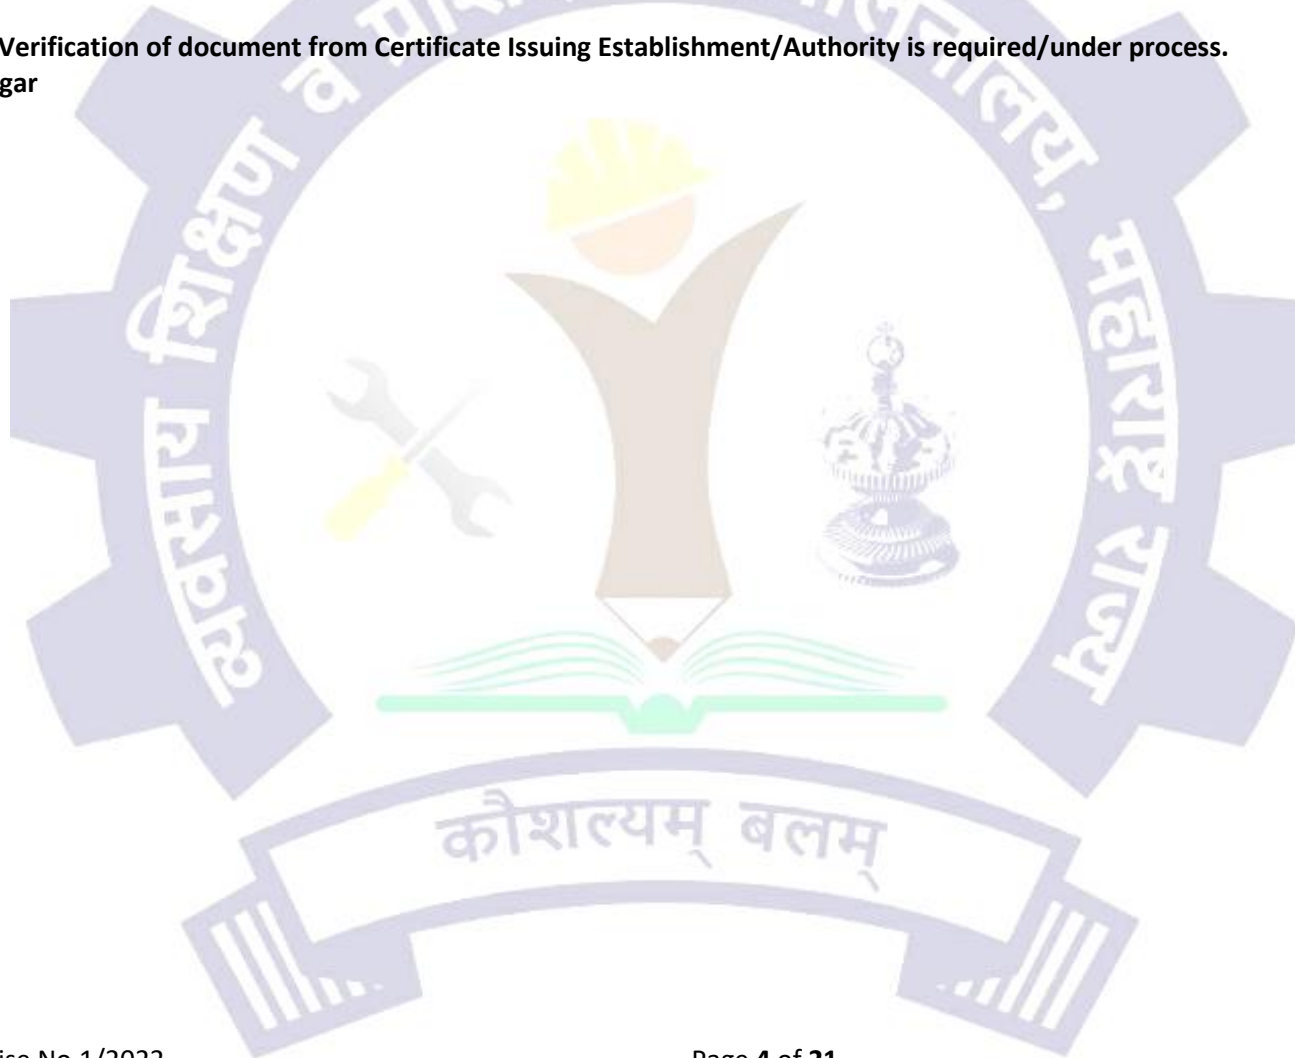 Verification of document from Certificate Issuing Establishment/Authority is required/under process.
gar
व्यवसाय शिक्षण व
महाराष्ट्र राज्य
कौशल्यम् बलम्
Page 4 of 21